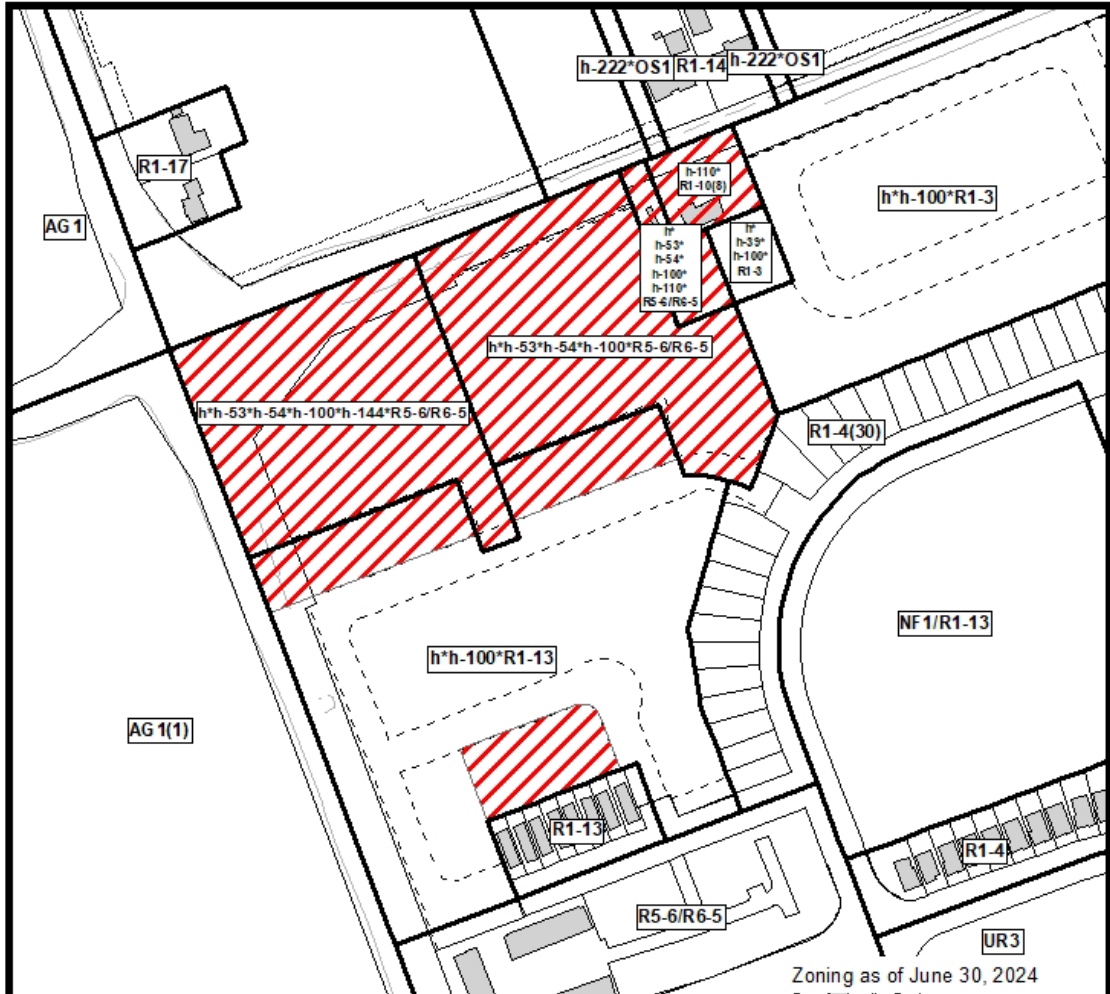 h-222*OS1
R1-14
h-222*OS1
R1-17
h-110*
R1-10(8)
h*h-100*R1-3
AG1
h*
h-53*
h-54*
h-100*
h-110*
R5-6/R6-5
h*
h-39*
h-100*
R1-3
h*h-53*h-54*h-100*R5-6/R6-5
h*h-53*h-54*h-100*h-144*R5-6/R6-5
R1-4(30)
NF1/R1-13
h*h-100*R1-13
AG1(1)
R1-13
R1-4
R5-6/R6-5
UR3
Zoning as of June 30, 2024